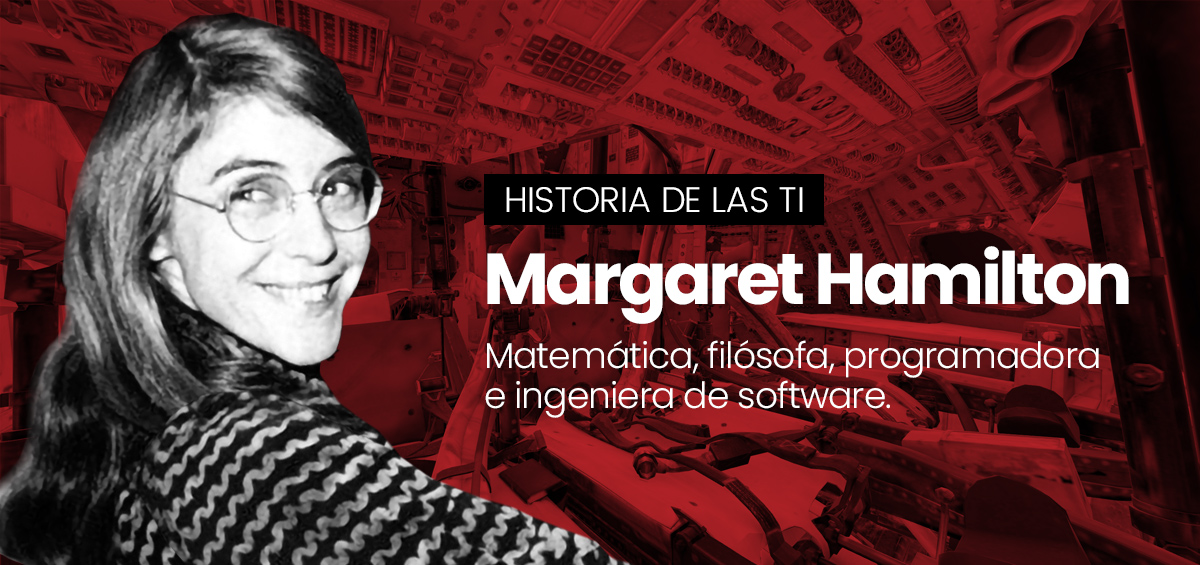 HISTORIA DE LAS TI
Margaret Hamilton
Matemática, filósofa, programadora
e ingeniera de software.